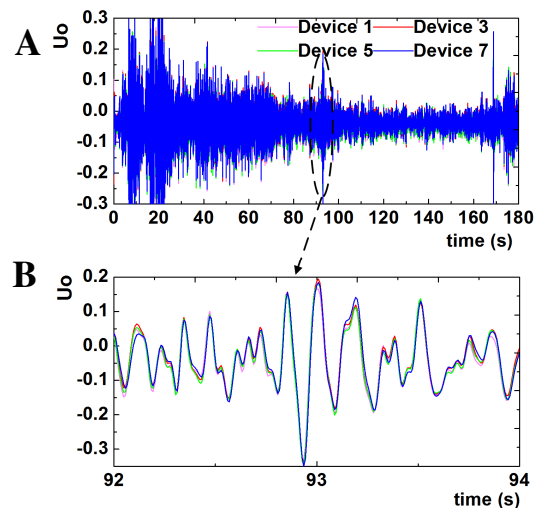 A
Uo
0.3
0.2
0.1
0.0
-0.1
-0.2
-0.3
Device 1 Device 3
Device 5 Device 7
0 20 40 60 80 100 120 140 160 180
time (s)
B
Uo
0.2
0.1
0.0
-0.1
-0.2
-0.3
92 93 94
time (s)